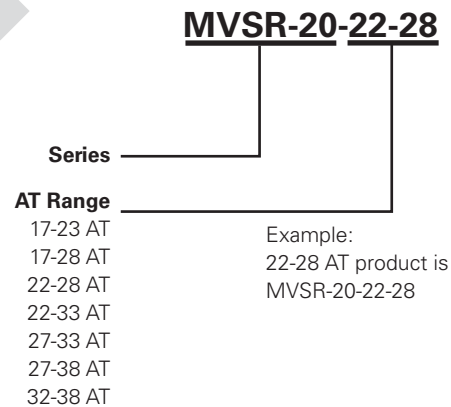 MVSR-20-22-28
Series
AT Range
17-23 AT
17-28 AT
22-28 AT
22-33 AT
27-33 AT
27-38 AT
32-38 AT
Example:
22-28 AT product is
MVSR-20-22-28